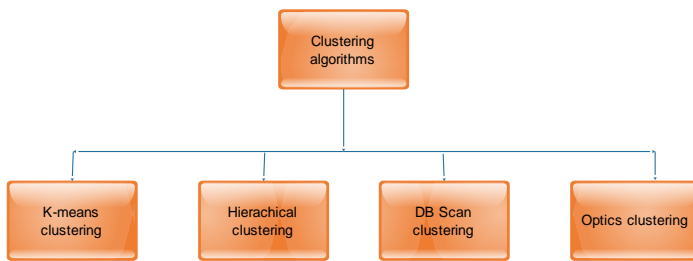 Clustering
algorithms
K-means
clustering
Hierachical
clustering
DB Scan
clustering
Optics clustering